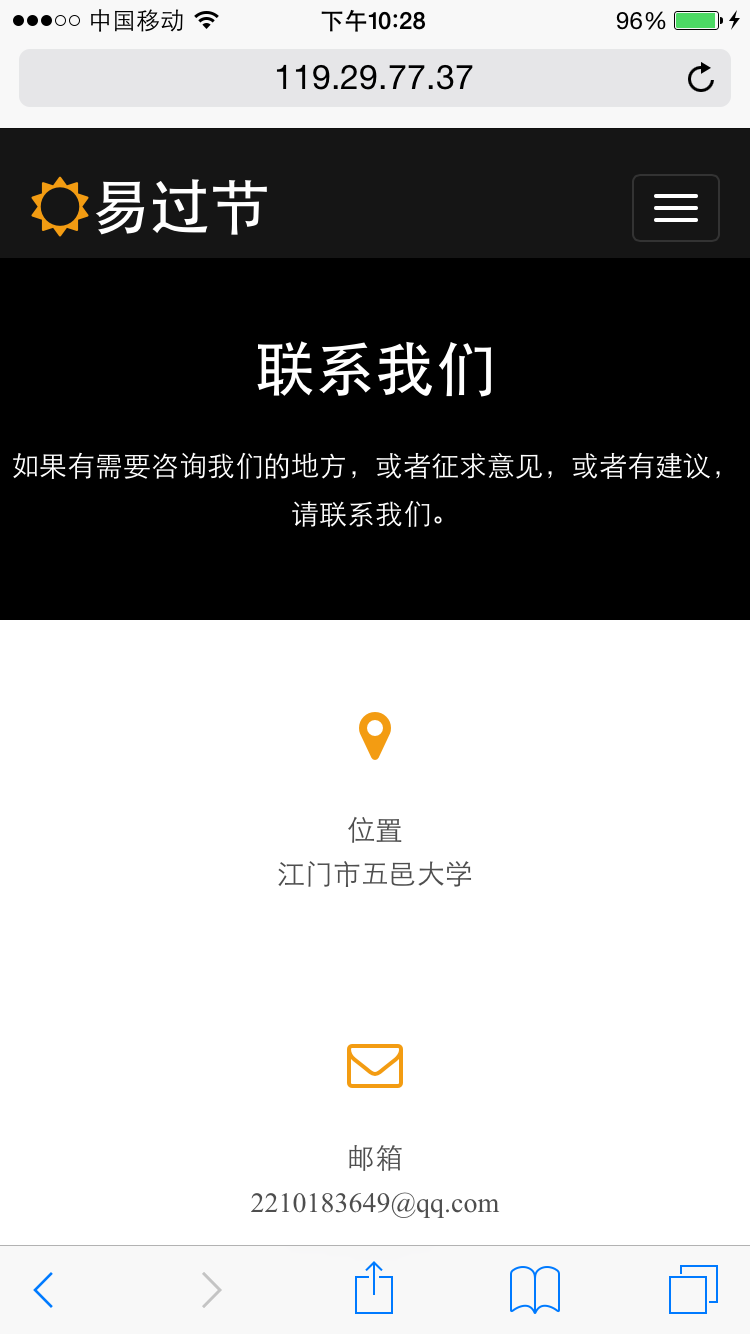 中国移动 下午10:28 96%
119.29.77.37
易过节
联系我们
如果有需要咨询我们的地方，或者征求意见，或者有建议，
请联系我们。
位置
江门市五邑大学
邮箱
2210183649@qq.com